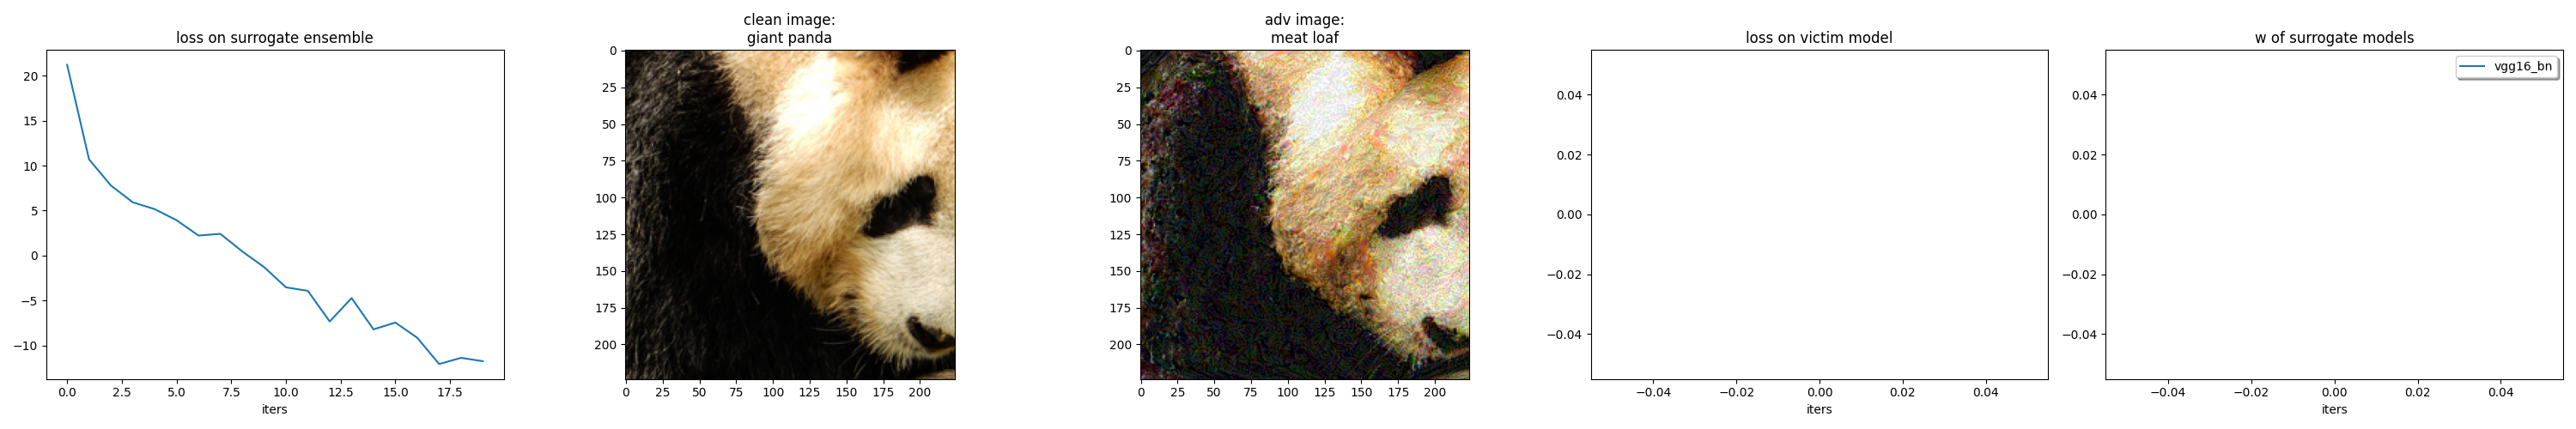 loss on surrogate ensemble
20
15
10
5
0
−5
−10
0.0 2.5 5.0 7.5 10.0 12.5 15.0 17.5
iters
clean image:
giant panda
0
25
50
75
100
125
150
175
200
0 25 50 75 100 125 150 175 200
adv image:
meat loaf
0
25
50
75
100
125
150
175
200
0 25 50 75 100 125 150 175 200
loss on victim model
0.04
0.02
0.00
−0.02
−0.04
−0.04 −0.02 0.00 0.02 0.04
iters
w of surrogate models
vgg16_bn
0.04
0.02
0.00
−0.02
−0.04
−0.04 −0.02 0.00 0.02 0.04
iters